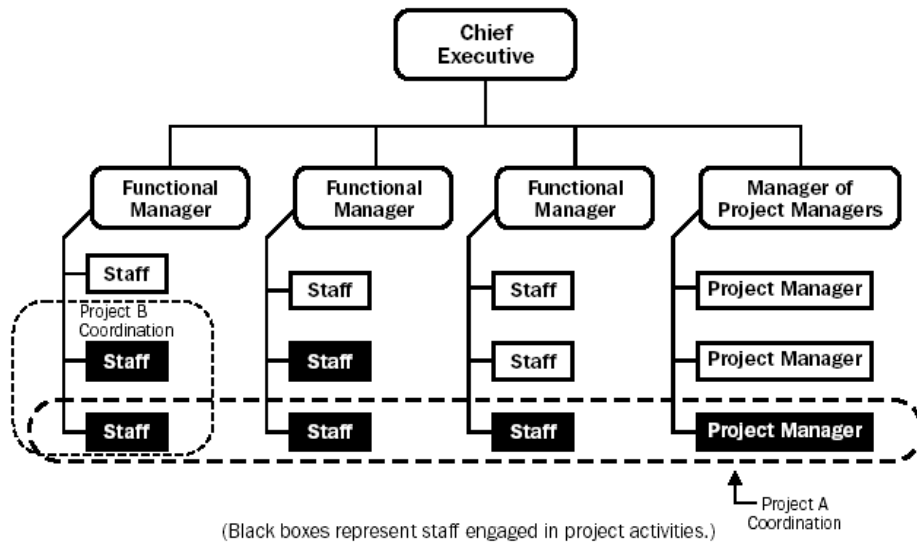 Chief
Executive
Functional
Manager
Functional
Manager
Functional
Manager
Manager of
Project Managers
Staff
Staff
Staff
Project Manager
Project B
Coordination
Staff
Staff
Staff
Project Manager
Staff
Staff
Staff
Project Manager
Project A
Coordination
(Black boxes represent staff engaged in project activities.)